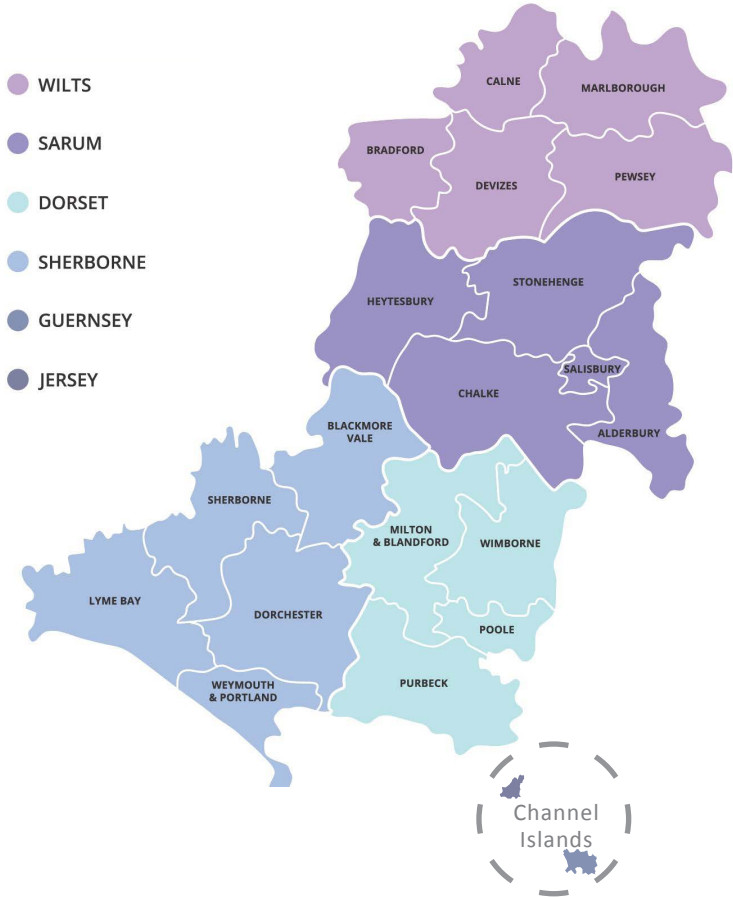 WILTS
SARUM
DORSET
SHERBORNE
GUERNSEY
JERSEY
CALNE
MARLBOROUGH
BRADFORD
DEVIZES
PEWSEY
HEYTESBURY
STONEHENGE
SALISBURY
CHALKE
ALDERBURY
BLACKMORE
VALE
SHERBORNE
MILTON
& BLANDFORD
WIMBORNE
LYME BAY
DORCHESTER
POOLE
WEYMOUTH
& PORTLAND
PURBECK
Channel
Islands